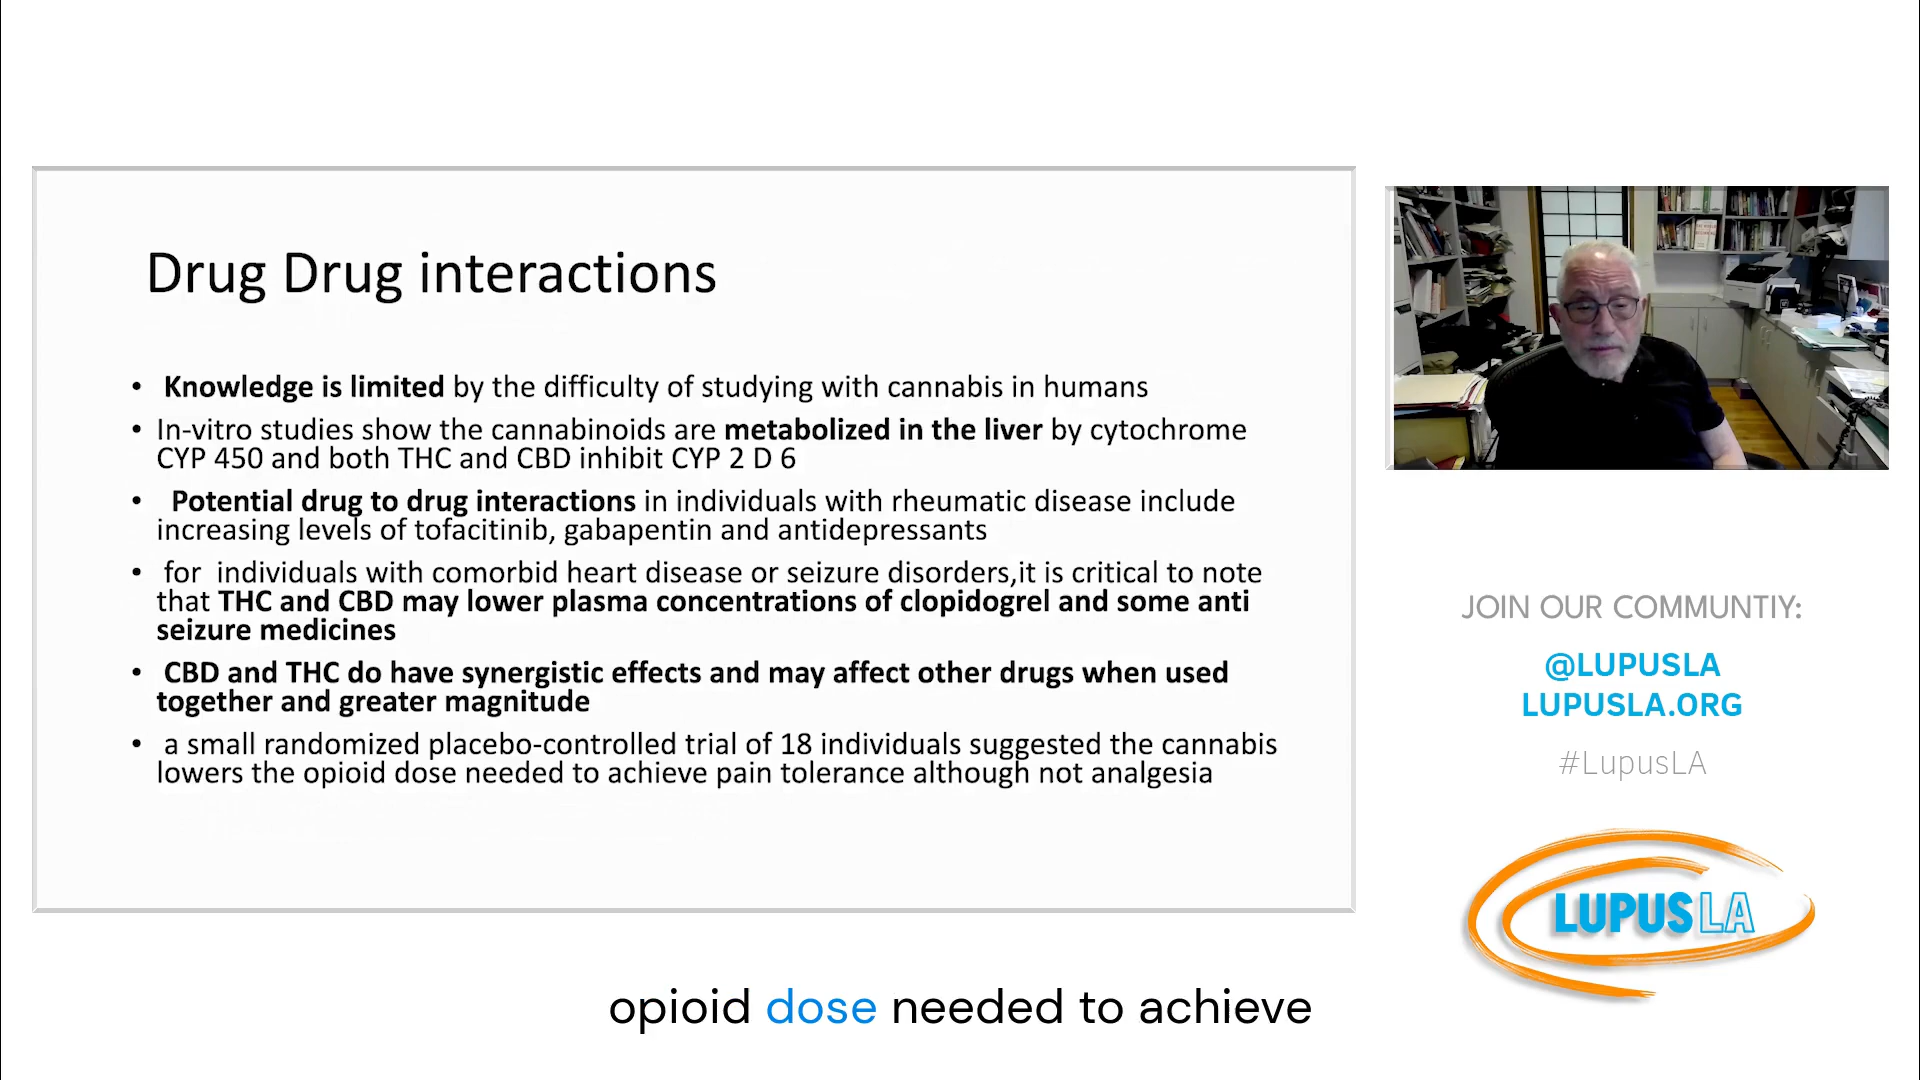 Drug Drug interactions
• Knowledge is limited by the difficulty of studying with cannabis in humans
• In-vitro studies show the cannabinoids are metabolized in the liver by cytochrome
CYP 450 and both THC and CBD inhibit CYP 2 D 6
• Potential drug to drug interactions in individuals with rheumatic disease include
increasing levels of tofacitinib, gabapentin and antidepressants
• for individuals with comorbid heart disease or seizure disorders,it is critical to note
that THC and CBD may lower plasma concentrations of clopidogrel and some anti
seizure medicines
• CBD and THC do have synergistic effects and may affect other drugs when used
together and greater magnitude
• a small randomized placebo-controlled trial of 18 individuals suggested the cannabis
lowers the opioid dose needed to achieve pain tolerance although not analgesia
JOIN OUR COMMUNTIY:
@LUPUSLA
LUPUSLA.ORG
#LupusLA
LUPUS LA
opioid dose needed to achieve